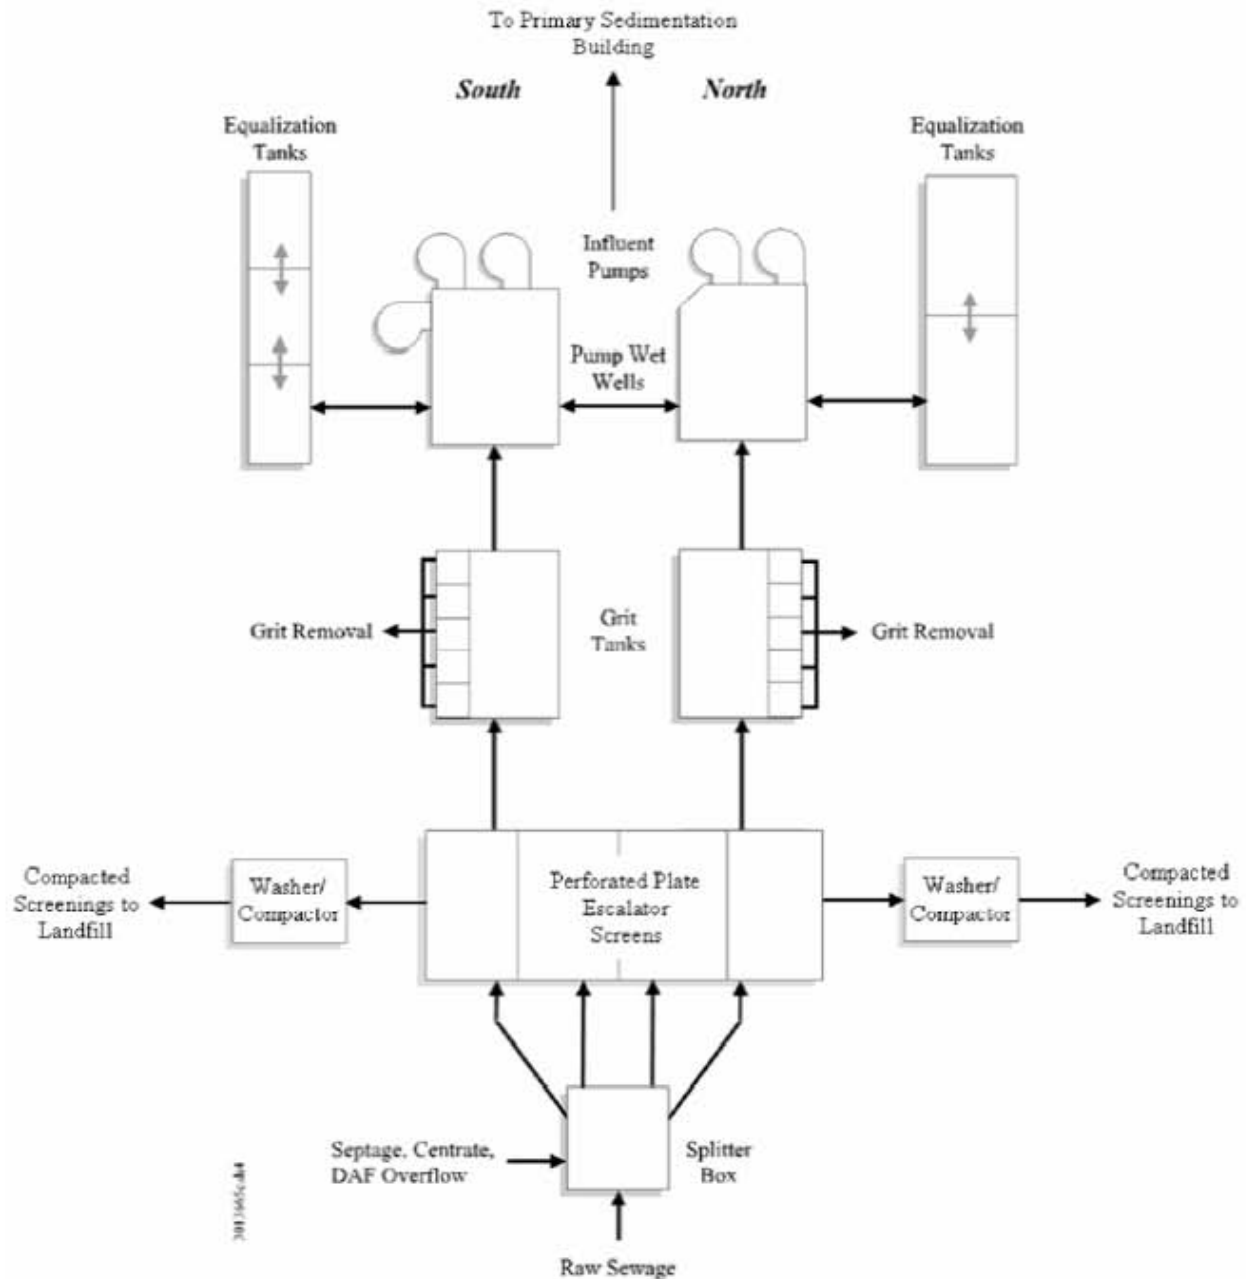 To Primary Sedimentation
Building
South
North
Equalization
Tanks
Equalization
Tanks
Influent
Pumps
Pump Wet
Wells
Grit Removal
Grit
Tanks
Grit Removal
Compacted
Screenings to
Landfill
Washer/
Compactor
Perforated Plate
Escalator
Screens
Washer/
Compactor
Compacted
Screenings to
Landfill
Septage, Centrate,
DAF Overflow
Splitter
Box
Raw Sewage